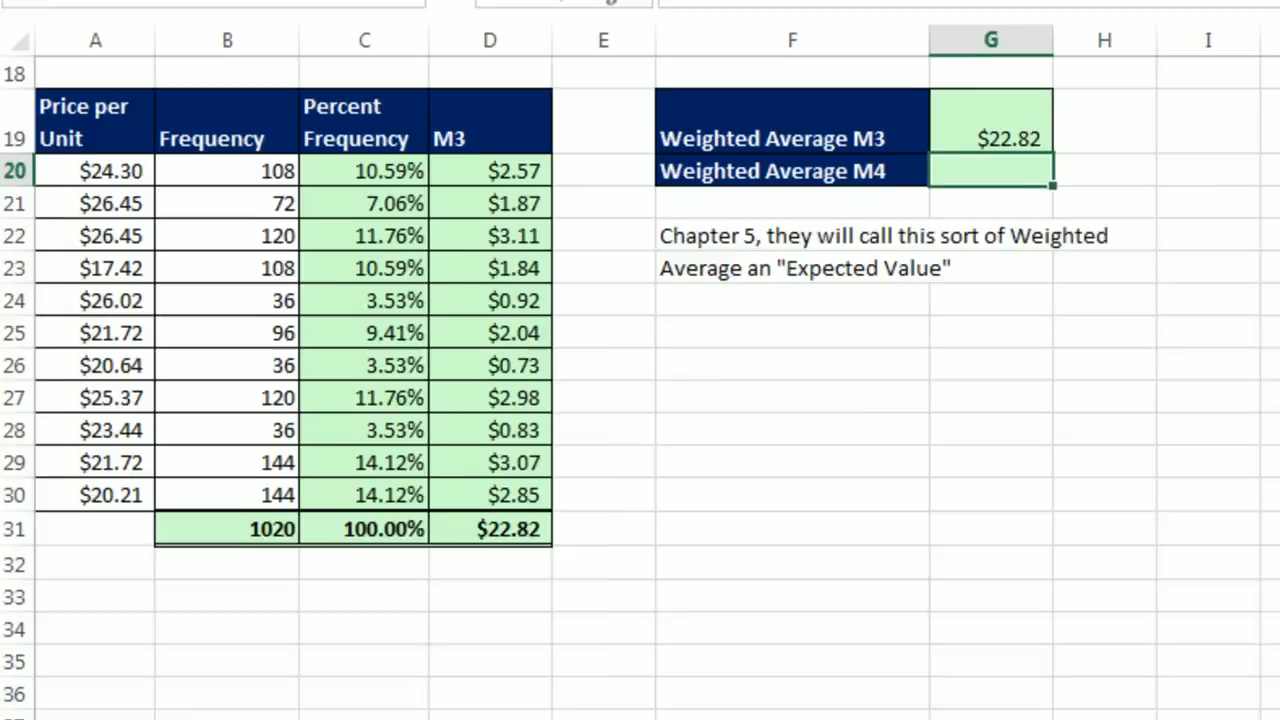 A B C D E F G H I
18
Price per Percent
19 Unit Frequency Frequency M3 Weighted Average M3 $22.82
20 $24.30 108 10.59% $2.57 Weighted Average M4
21 $26.45 72 7.06% $1.87
22 $26.45 120 11.76% $3.11 Chapter 5, they will call this sort of Weighted
23 $17.42 108 10.59% $1.84 Average an "Expected Value"
24 $26.02 36 3.53% $0.92
25 $21.72 96 9.41% $2.04
26 $20.64 36 3.53% $0.73
27 $25.37 120 11.76% $2.98
28 $23.44 36 3.53% $0.83
29 $21.72 144 14.12% $3.07
30 $20.21 144 14.12% $2.85
31 1020 100.00% $22.82
32
33
34
35
36